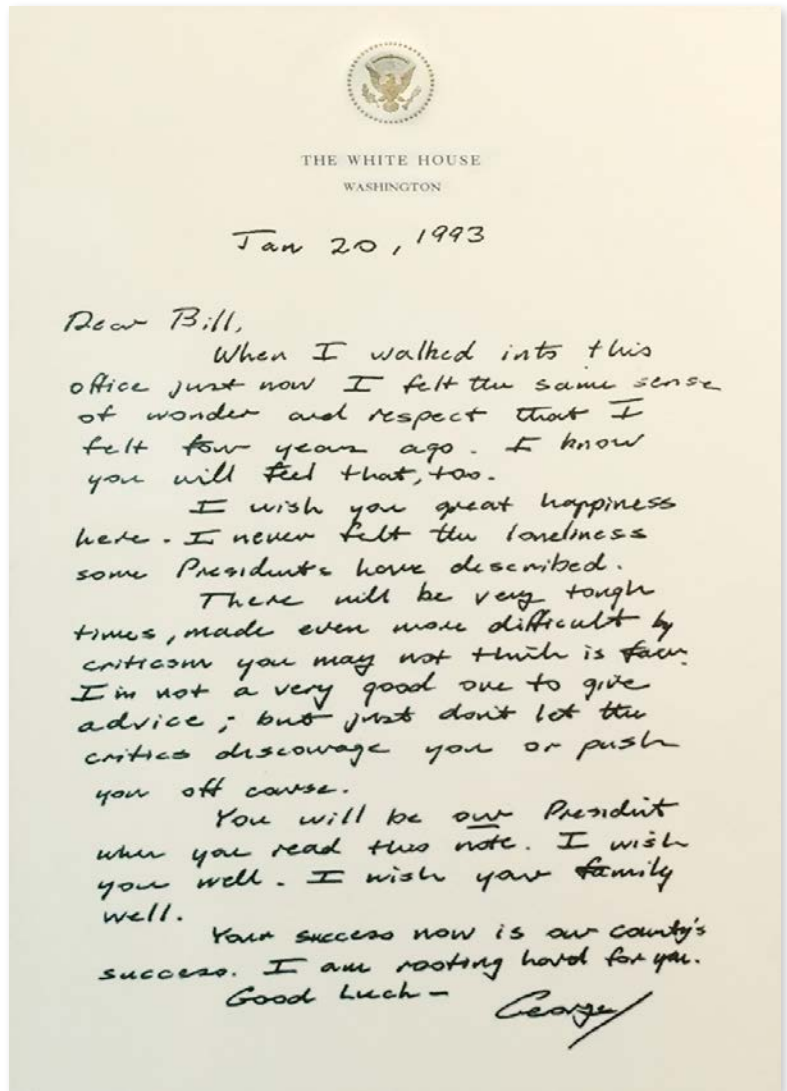 THE WHITE HOUSE
WASHINGTON
Jan 20, 1993
Dear Bill,
When I walked into this
office just now I felt the same sense
of wonder and respect that I
felt four years ago. I know
you will feel that, too.
I wish you great happiness
here. I never felt the loneliness
some Presidents have described.
There will be very tough
times, made even more difficult by
criticism you may not think is fair.
I'm not a very good one to give
advice; but just don't let the
critics discourage you or push
you off course.
You will be our President
when you read this note. I wish
you well. I wish your family
well.
Your success now is our country's
success. I am rooting hard for you.
Good Luck –
George